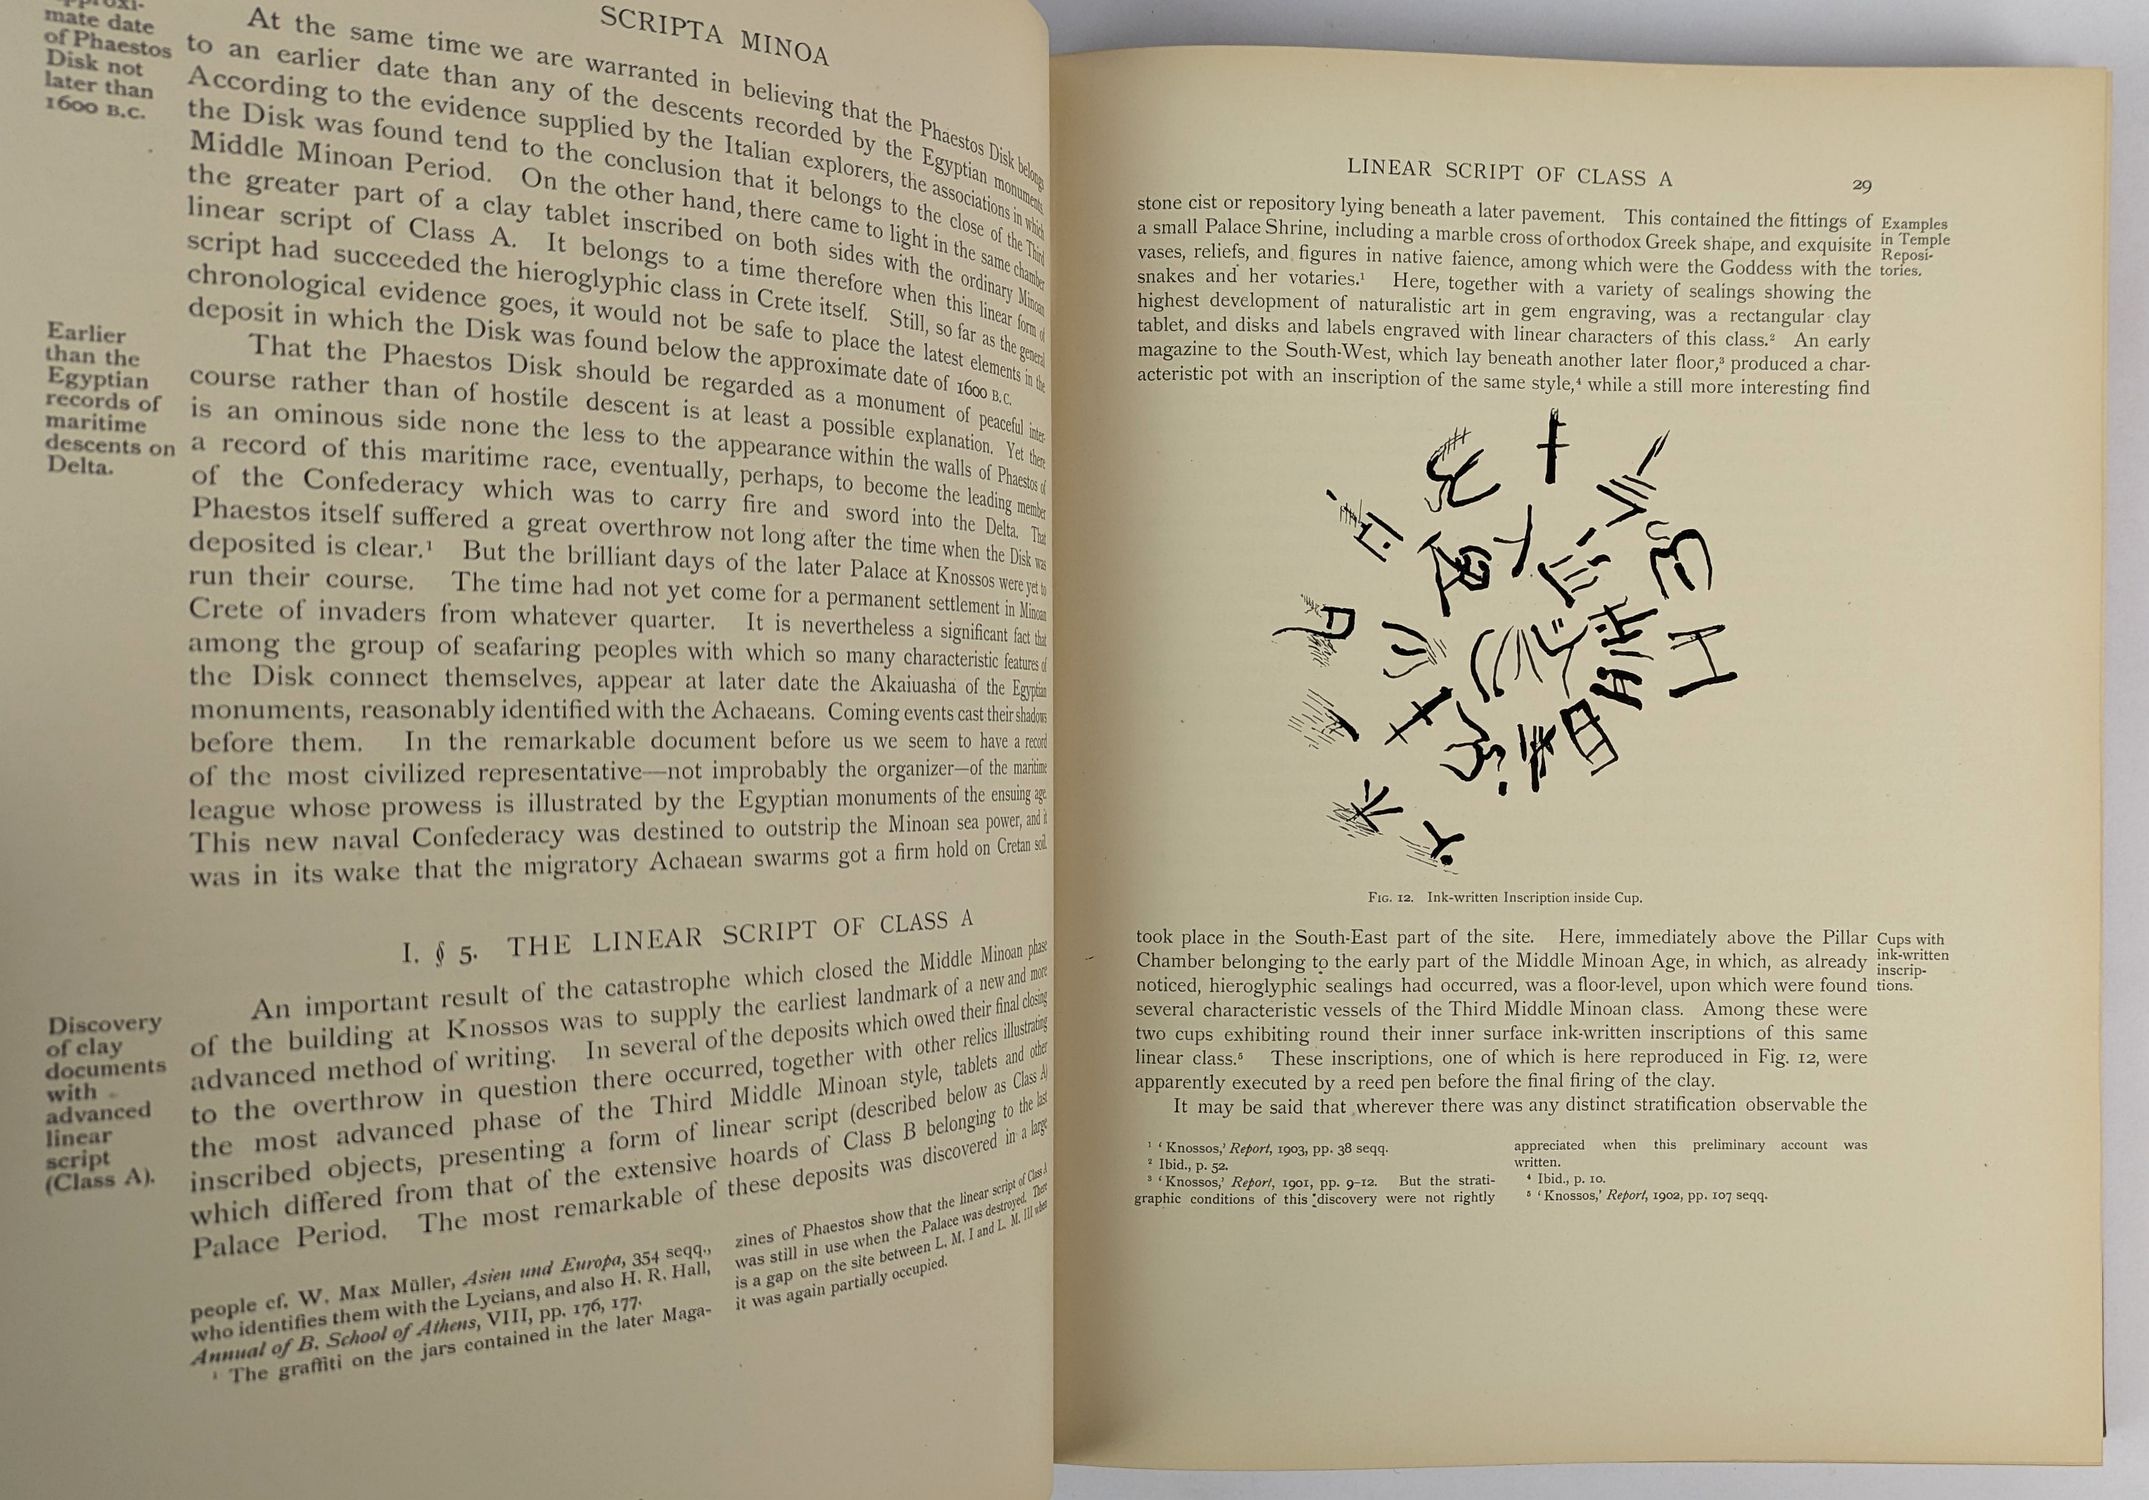 SCRIPTA MINOA
mate date
of Phaestos
Disk not
later than
1600 B.C.
At the same time we are warranted in believing that the Phaestos Disk belongs
to an earlier date than any of the descents recorded by the Egyptian monuments.
According to the evidence supplied by the Italian explorers, the associations in which
the Disk was found tend to the conclusion that it belongs to the close of the Third
Middle Minoan Period. On the other hand, there came to light in the same chamber
the greater part of a clay tablet inscribed on both sides with the ordinary Minoan
linear script of Class A. It belongs to a time therefore when this linear form of
script had succeeded the hieroglyphic class in Crete itself. Still, so far as the general
chronological evidence goes, it would not be safe to place the latest elements in the
deposit in which the Disk was found below the approximate date of 1600 B.C.
Earlier
than the
Egyptian
records of
maritime
descents on
Delta.
That the Phaestos Disk should be regarded as a monument of peaceful inter-
course rather than of hostile descent is at least a possible explanation. Yet there
is an ominous side none the less to the appearance within the walls of Phaestos of
a record of this maritime race, eventually, perhaps, to become the leading member
of the Confederacy which was to carry fire and sword into the Delta. That
Phaestos itself suffered a great overthrow not long after the time when the Disk was
deposited is clear.¹ But the brilliant days of the later Palace at Knossos were yet to
run their course. The time had not yet come for a permanent settlement in Minoan
Crete of invaders from whatever quarter. It is nevertheless a significant fact that
among the group of seafaring peoples with which so many characteristic features of
the Disk connect themselves, appear at later date the Akaiuasha of the Egyptian
monuments, reasonably identified with the Achaeans. Coming events cast their shadows
before them. In the remarkable document before us we seem to have a record
of the most civilized representative—not improbably the organizer—of the maritime
league whose prowess is illustrated by the Egyptian monuments of the ensuing age.
This new naval Confederacy was destined to outstrip the Minoan sea power, and it
was in its wake that the migratory Achaean swarms got a firm hold on Cretan soil.
I. § 5. THE LINEAR SCRIPT OF CLASS A
Discovery
of clay
documents
with
advanced
linear
script
(Class A).
An important result of the catastrophe which closed the Middle Minoan phase
of the building at Knossos was to supply the earliest landmark of a new and more
advanced method of writing. In several of the deposits which owed their final closing
to the overthrow in question there occurred, together with other relics illustrating
the most advanced phase of the Third Middle Minoan style, tablets and other
inscribed objects, presenting a form of linear script (described below as Class A)
which differed from that of the extensive hoards of Class B belonging to the last
Palace Period. The most remarkable of these deposits was discovered in a large
people cf. W. Max Müller, Asien und Europa, 354 seqq.,
who identifies them with the Lycians, and also H. R. Hall,
Annual of B. School of Athens, VIII, pp. 176, 177.
¹ The graffiti on the jars contained in the later Maga-
zines of Phaestos show that the linear script of Class A
was still in use when the Palace was destroyed. There
is a gap on the site between L. M. I and L. M. III when
it was again partially occupied.
LINEAR SCRIPT OF CLASS A
29
stone cist or repository lying beneath a later pavement. This contained the fittings of
a small Palace Shrine, including a marble cross of orthodox Greek shape, and exquisite
vases, reliefs, and figures in native faience, among which were the Goddess with the
snakes and her votaries.¹ Here, together with a variety of sealings showing the
highest development of naturalistic art in gem engraving, was a rectangular clay
tablet, and disks and labels engraved with linear characters of this class.² An early
magazine to the South-West, which lay beneath another later floor,³ produced a char-
acteristic pot with an inscription of the same style,⁴ while a still more interesting find
Examples
in Temple
Reposi-
tories.
FIG. 12. Ink-written Inscription inside Cup.
took place in the South-East part of the site. Here, immediately above the Pillar
Chamber belonging to the early part of the Middle Minoan Age, in which, as already
noticed, hieroglyphic sealings had occurred, was a floor-level, upon which were found
several characteristic vessels of the Third Middle Minoan class. Among these were
two cups exhibiting round their inner surface ink-written inscriptions of this same
linear class.⁵ These inscriptions, one of which is here reproduced in Fig. 12, were
apparently executed by a reed pen before the final firing of the clay.
It may be said that wherever there was any distinct stratification observable the
Cups with
ink-written
inscrip-
tions.
¹ ‘Knossos,’ Report, 1903, pp. 38 seqq.
² Ibid., p. 52.
³ ‘Knossos,’ Report, 1901, pp. 9-12. But the strati-
graphic conditions of this discovery were not rightly
appreciated when this preliminary account was
written.
⁴ Ibid., p. 10.
⁵ ‘Knossos,’ Report, 1902, pp. 107 seqq.